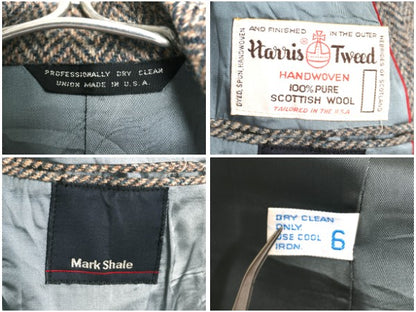 PROFESSIONALLY DRY CLEAN
UNION MADE IN U.S.A.
AND FINISHED IN THE OUTER
HEBRIDES OF SCOTLAND
DYED, SPUN, HANDWOVEN
Harris Tweed
HANDWOVEN
100% PURE
SCOTTISH WOOL
TAILORED IN THE U.S.A.
Mark Shale
DRY CLEAN
ONLY.
USE COOL
IRON.
6